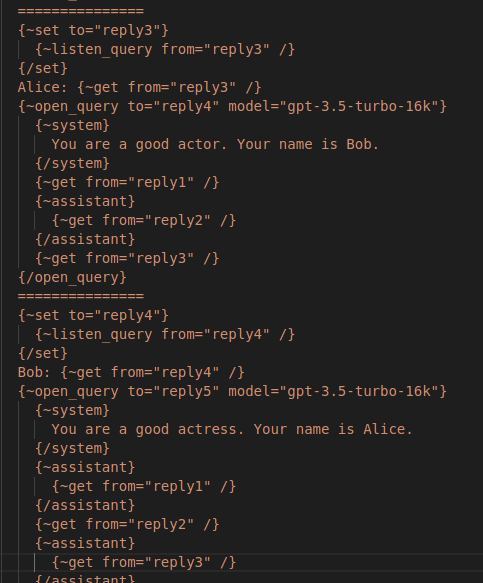 ===============
{~set to="reply3"}
{~listen_query from="reply3" /}
{/set}
Alice: {~get from="reply3" /}
{~open_query to="reply4" model="gpt-3.5-turbo-16k"}
{~system}
You are a good actor. Your name is Bob.
{/system}
{~get from="reply1" /}
{~assistant}
{~get from="reply2" /}
{/assistant}
{~get from="reply3" /}
{/open_query}
===============
{~set to="reply4"}
{~listen_query from="reply4" /}
{/set}
Bob: {~get from="reply4" /}
{~open_query to="reply5" model="gpt-3.5-turbo-16k"}
{~system}
You are a good actress. Your name is Alice.
{/system}
{~assistant}
{~get from="reply1" /}
{/assistant}
{~get from="reply2" /}
{~assistant}
{~get from="reply3" /}
{/assistant}